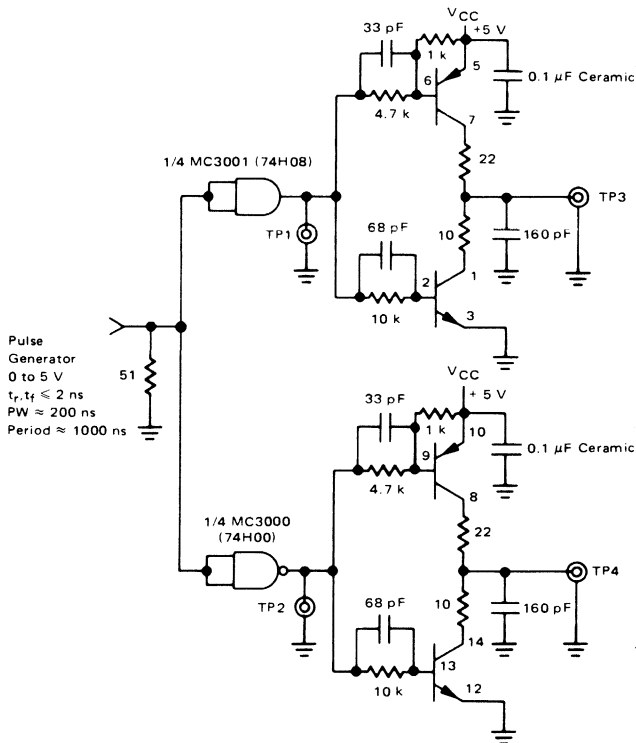 VCC
+5 V
33 pF
1 k
5
6
0.1 μF Ceramic
4.7 k
7
22
1/4 MC3001 (74H08)
TP1
TP3
68 pF
10
160 pF
1
2
10 k
3
Pulse
Generator
0 to 5 V
tr,tf ≤ 2 ns
PW ≈ 200 ns
Period ≈ 1000 ns
51
VCC
+ 5 V
33 pF
1 k
10
9
0.1 μF Ceramic
4.7 k
8
22
1/4 MC3000
(74H00)
TP2
TP4
68 pF
10
160 pF
14
13
10 k
12